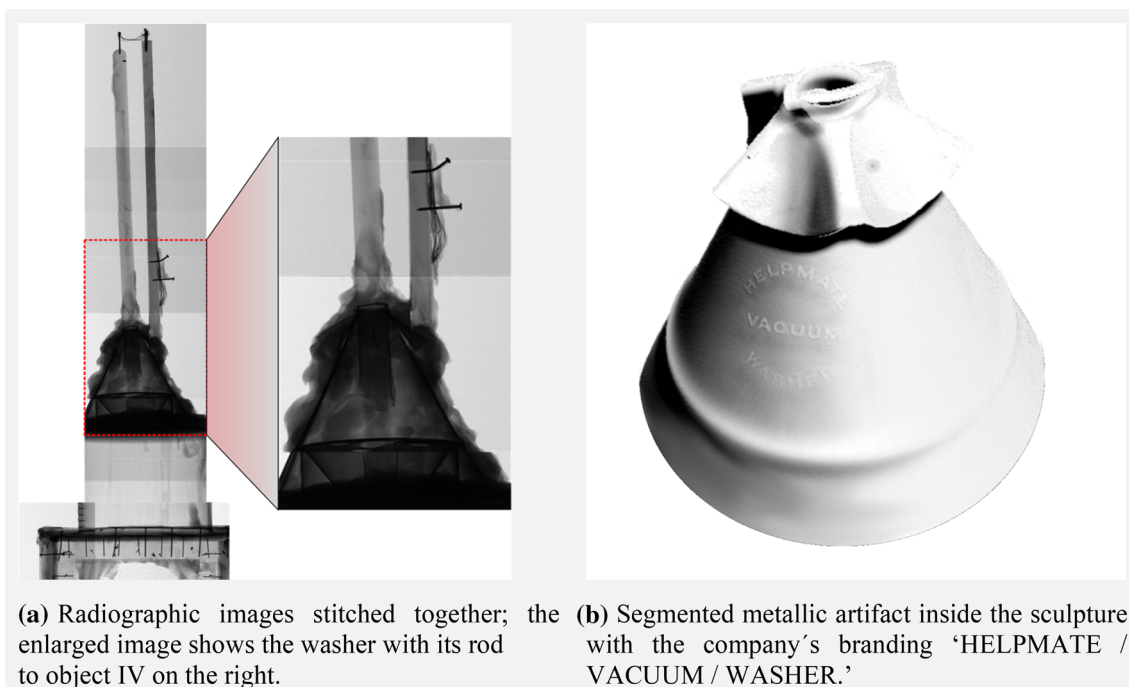 HELPMATE
VACUUM
WASHER
(a) Radiographic images stitched together; the
enlarged image shows the washer with its rod
to object IV on the right.
(b) Segmented metallic artifact inside the sculpture
with the company´s branding ‘HELPMATE /
VACUUM / WASHER.’